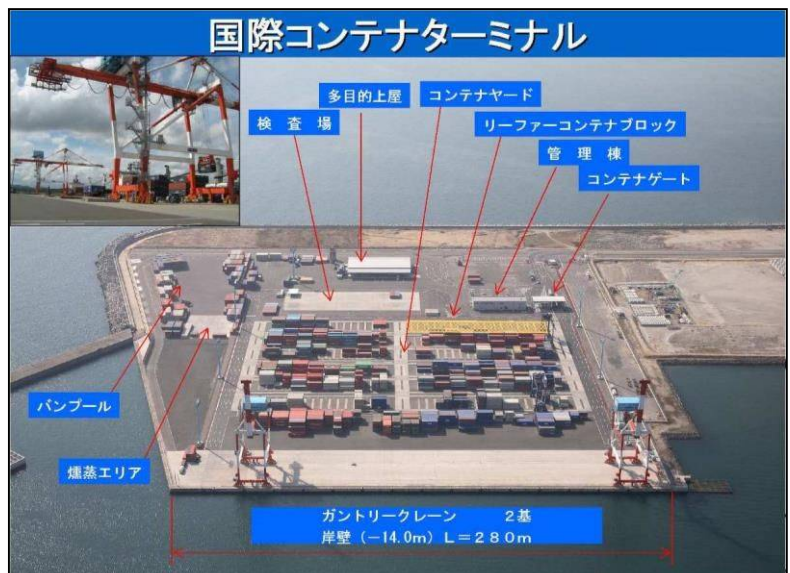 国際コンテナターミナル
多目的上屋
コンテナヤード
検 査 場
リーファーコンテナブロック
管 理 棟
コンテナゲート
バンプール
燻蒸エリア
ガントリークレーン 2基
岸壁(-14.0m)L=280m